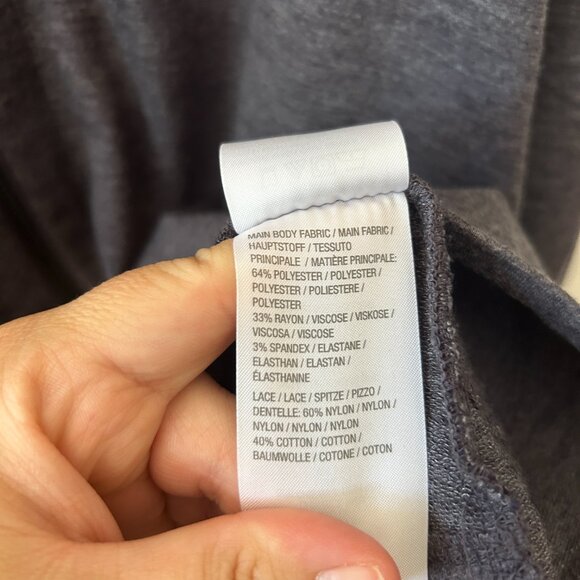 MAIN BODY FABRIC / MAIN FABRIC /
HAUPTSTOFF / TESSUTO
PRINCIPALE / MATIÈRE PRINCIPALE:
64% POLYESTER / POLYESTER /
POLYESTER / POLIESTERE /
POLYESTER
33% RAYON / VISCOSE / VISKOSE /
VISCOSA / VISCOSE
3% SPANDEX / ELASTANE /
ELASTHAN / ELASTAN /
ÉLASTHANNE
LACE / LACE / SPITZE / PIZZO /
DENTELLE: 60% NYLON / NYLON /
NYLON / NYLON / NYLON
40% COTTON / COTTON /
BAUMWOLLE / COTONE / COTON